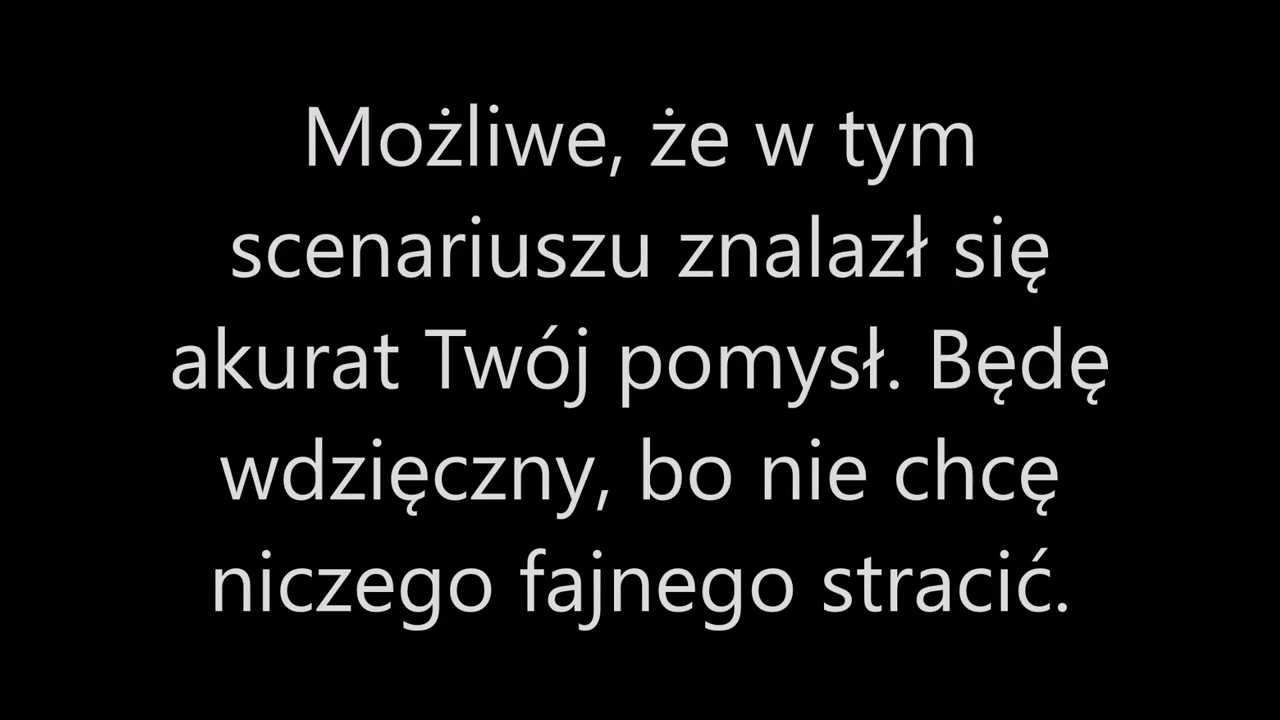 Możliwe, że w tym
scenariuszu znalazł się
akurat Twój pomysł. Będę
wdzięczny, bo nie chcę
niczego fajnego stracić.